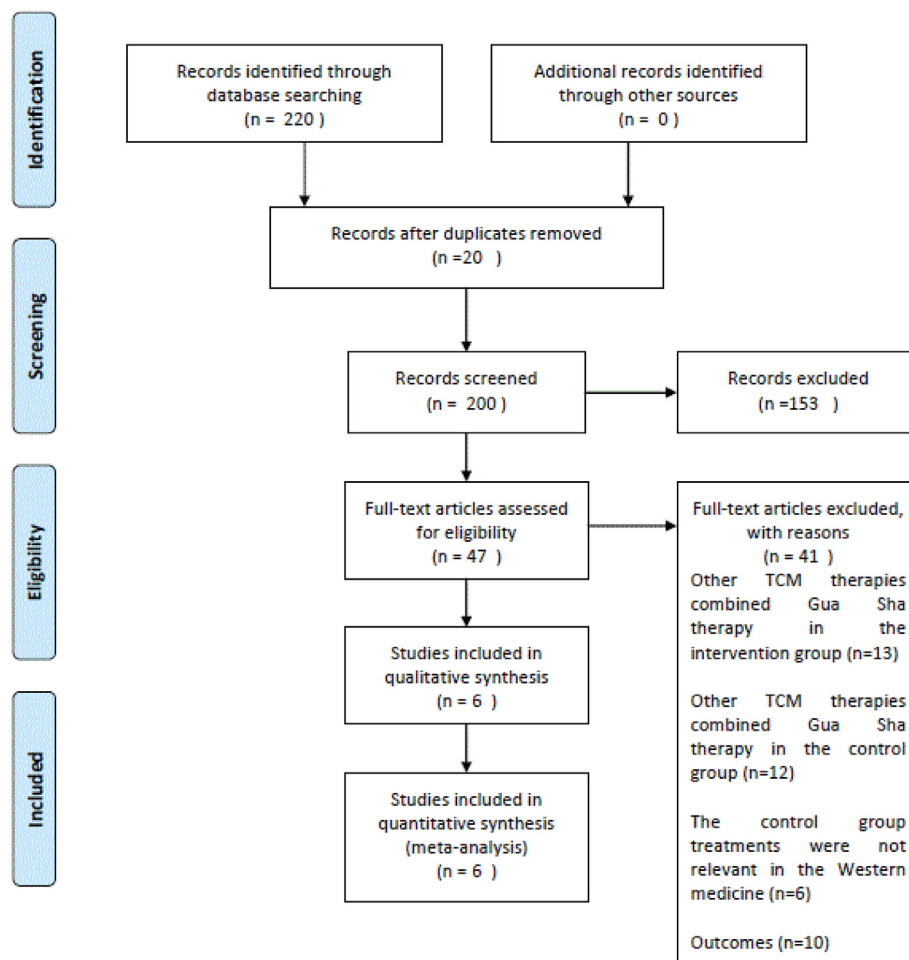 Identification
Records identified through
database searching
(n = 220 )
Additional records identified
through other sources
(n = 0 )
Records after duplicates removed
(n =20 )
Screening
Records screened
(n = 200 )
Records excluded
(n =153 )
Eligibility
Full-text articles assessed
for eligibility
(n = 47 )
Full-text articles excluded,
with reasons
(n = 41 )
Other TCM therapies
combined Gua Sha
therapy in the
intervention group (n=13)
Other TCM therapies
combined Gua Sha
therapy in the control
group (n=12)
The control group
treatments were not
relevant in the Western
medicine (n=6)
Outcomes (n=10)
Studies included in
qualitative synthesis
(n = 6 )
Included
Studies included in
quantitative synthesis
(meta-analysis)
(n = 6 )